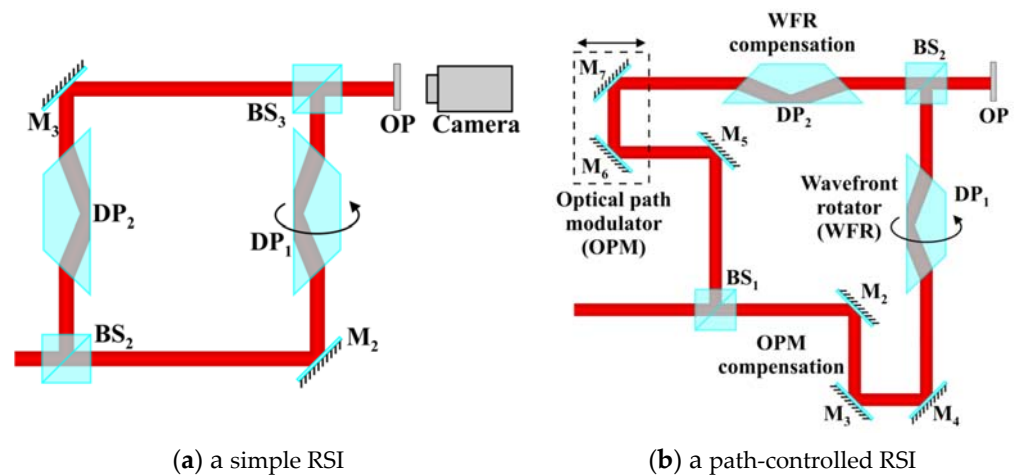 M₃
BS₃
OP
Camera
DP₂
DP₁
BS₂
M₂
(a) a simple RSI
WFR
compensation
BS₂
M₇
DP₂
OP
M₅
M₆
Optical path
modulator
(OPM)
Wavefront
rotator
(WFR)
DP₁
BS₁
M₂
OPM
compensation
M₃
M₄
(b) a path-controlled RSI